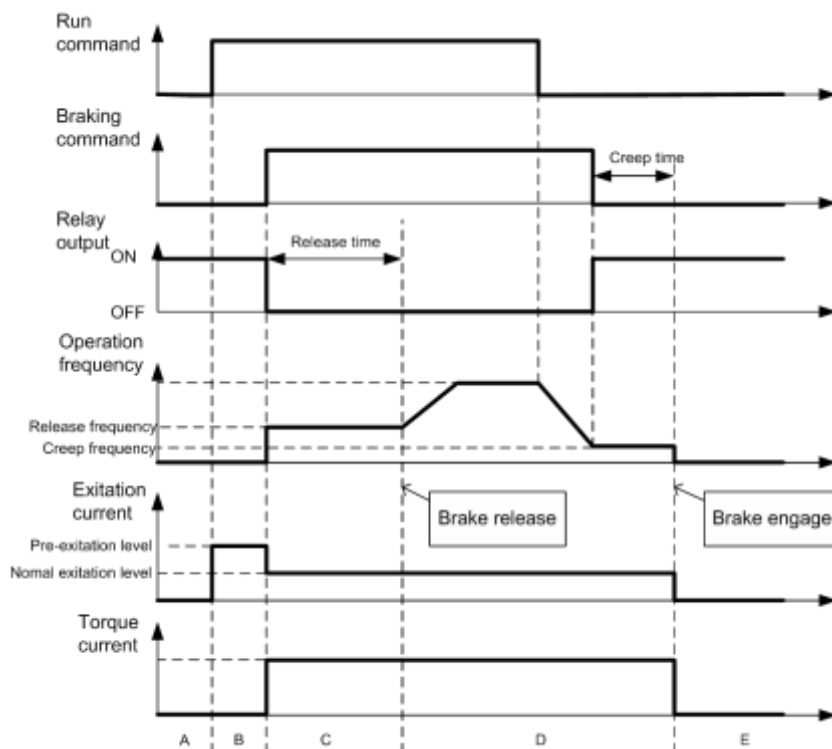 Run
command
Braking
command
Creep time
Relay
output
ON
Release time
OFF
Operation
frequency
Release frequency
Creep frequency
Exitation
current
Brake release
Brake engage
Pre-exitation level
Nomal exitation level
Torque
current
A B C D E